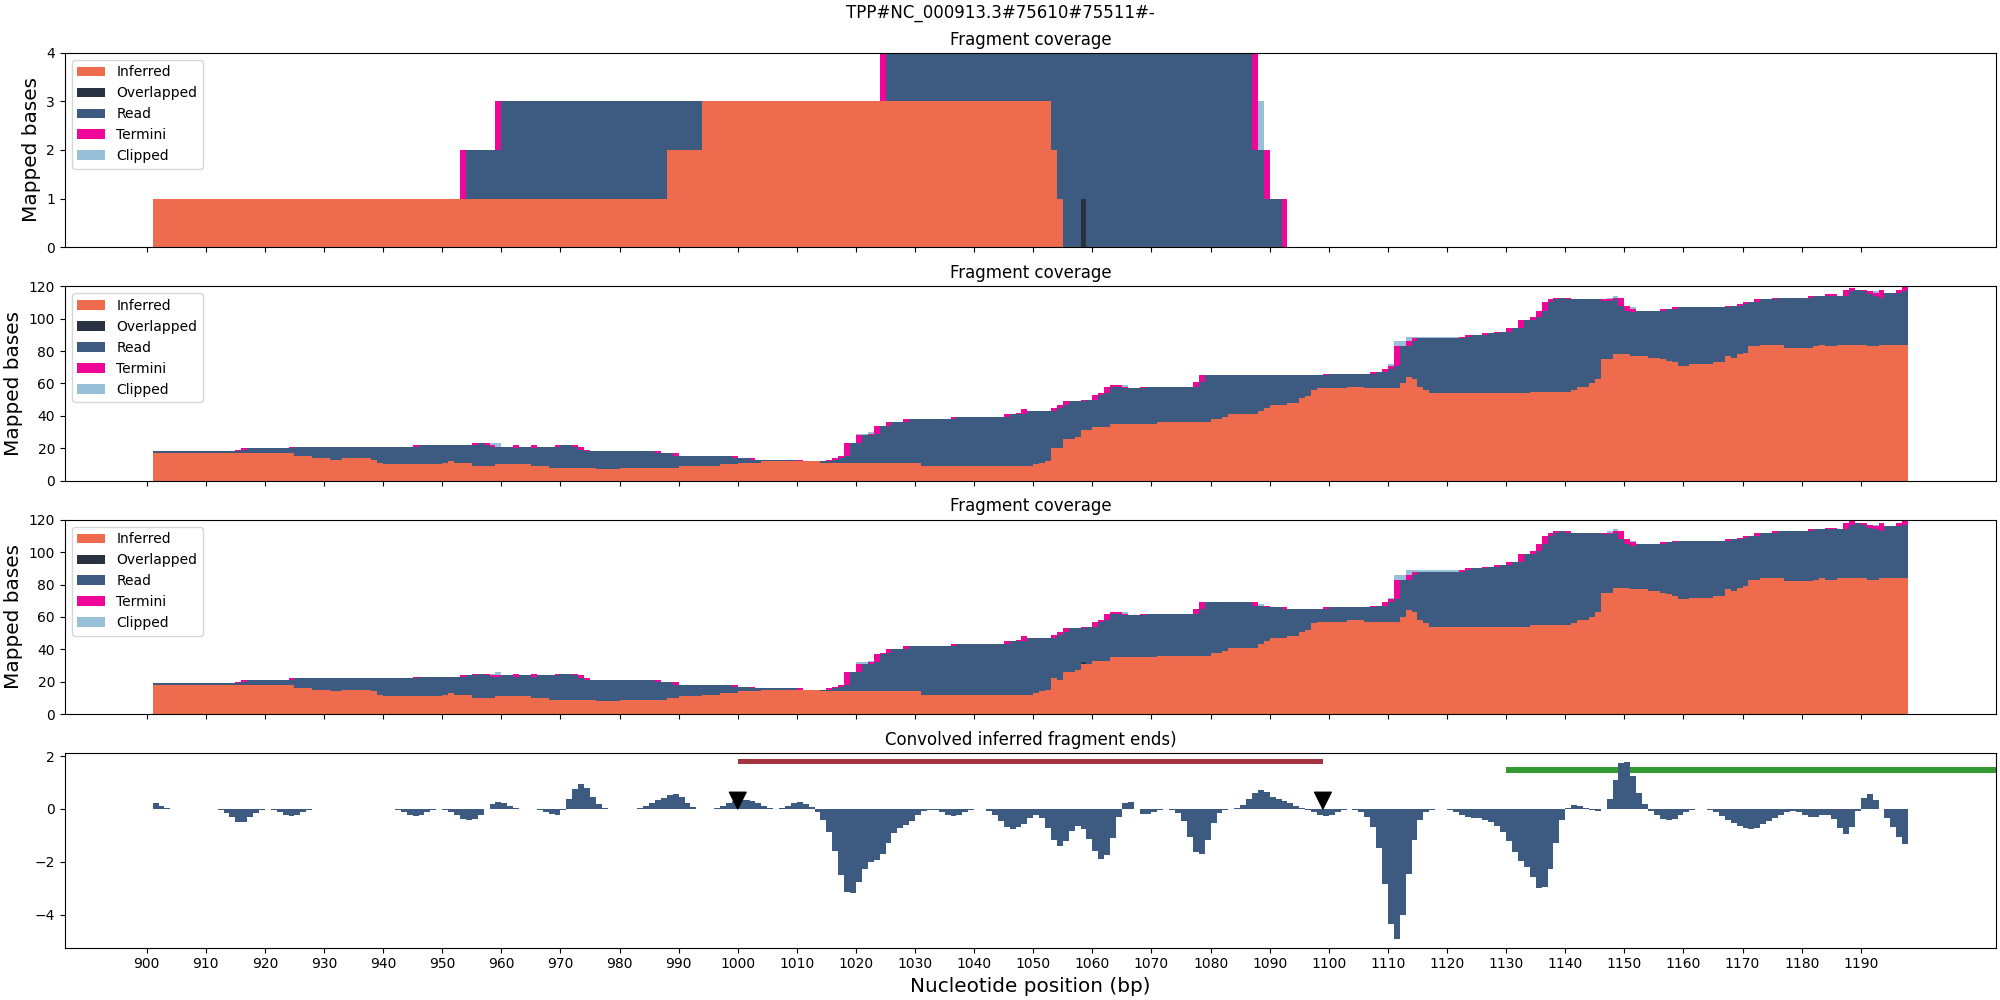 TPP#NC_000913.3#75610#75511#-
Fragment coverage
Mapped bases
4
3
2
1
0
Inferred
Overlapped
Read
Termini
Clipped
Fragment coverage
Mapped bases
120
100
80
60
40
20
0
Inferred
Overlapped
Read
Termini
Clipped
Fragment coverage
Mapped bases
120
100
80
60
40
20
0
Inferred
Overlapped
Read
Termini
Clipped
Convolved inferred fragment ends)
2
0
−2
−4
900 910 920 930 940 950 960 970 980 990 1000 1010 1020 1030 1040 1050 1060 1070 1080 1090 1100 1110 1120 1130 1140 1150 1160 1170 1180 1190
Nucleotide position (bp)